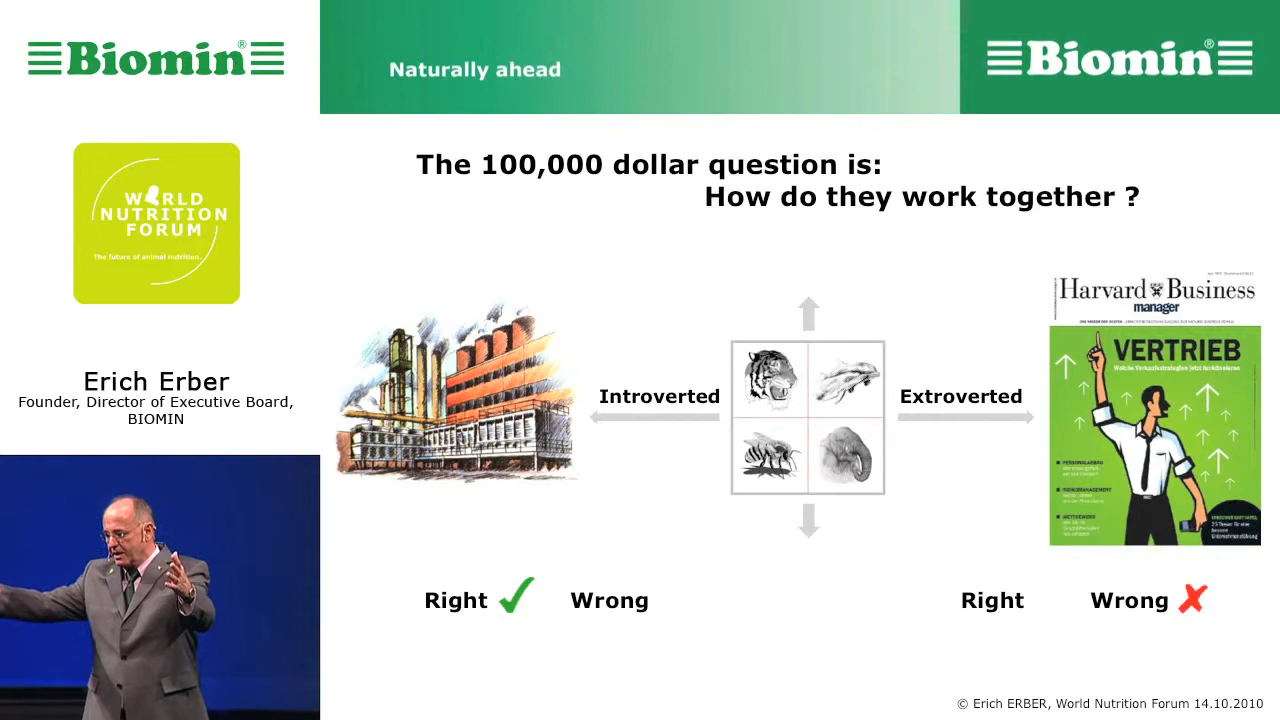 Biomin®
Naturally ahead
Biomin®
WORLD
NUTRITION
FORUM
The future of animal nutrition.
The 100,000 dollar question is:
How do they work together ?
Erich Erber
Founder, Director of Executive Board,
BIOMIN
Introverted
Extroverted
Harvard Business
manager
VERTRIEB
Welche Verkaufsstrategien jetzt funktionieren
PERSONALABBAU
RISIKOMANAGEMENT
WETTBEWERB
Right
Wrong
Right
Wrong
© Erich ERBER, World Nutrition Forum 14.10.2010